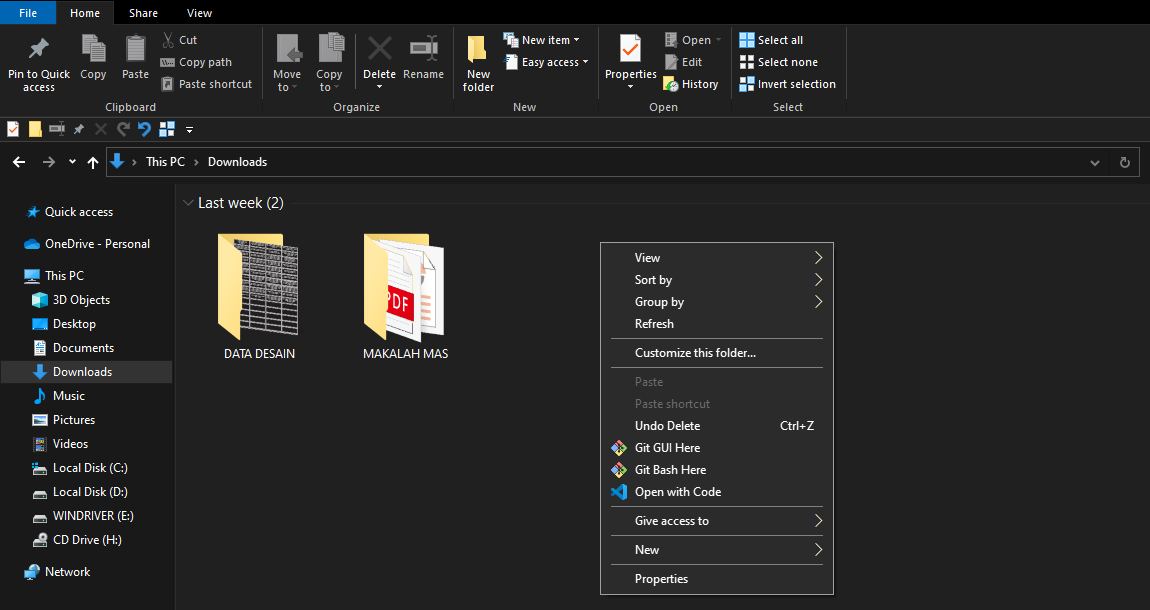 File Home Share View
Pin to Quick access
Copy
Paste
Cut
Copy path
Paste shortcut
Clipboard
Move to
Copy to
Delete
Rename
Organize
New folder
New item
Easy access
New
Properties
Open
Edit
History
Open
Select all
Select none
Invert selection
Select
This PC Downloads
Quick access
OneDrive - Personal
This PC
3D Objects
Desktop
Documents
Downloads
Music
Pictures
Videos
Local Disk (C:)
Local Disk (D:)
WINDRIVER (E:)
CD Drive (H:)
Network
Last week (2)
PDF
DATA DESAIN
MAKALAH MAS
View
Sort by
Group by
Refresh
Customize this folder...
Paste
Paste shortcut
Undo Delete Ctrl+Z
Git GUI Here
Git Bash Here
Open with Code
Give access to
New
Properties